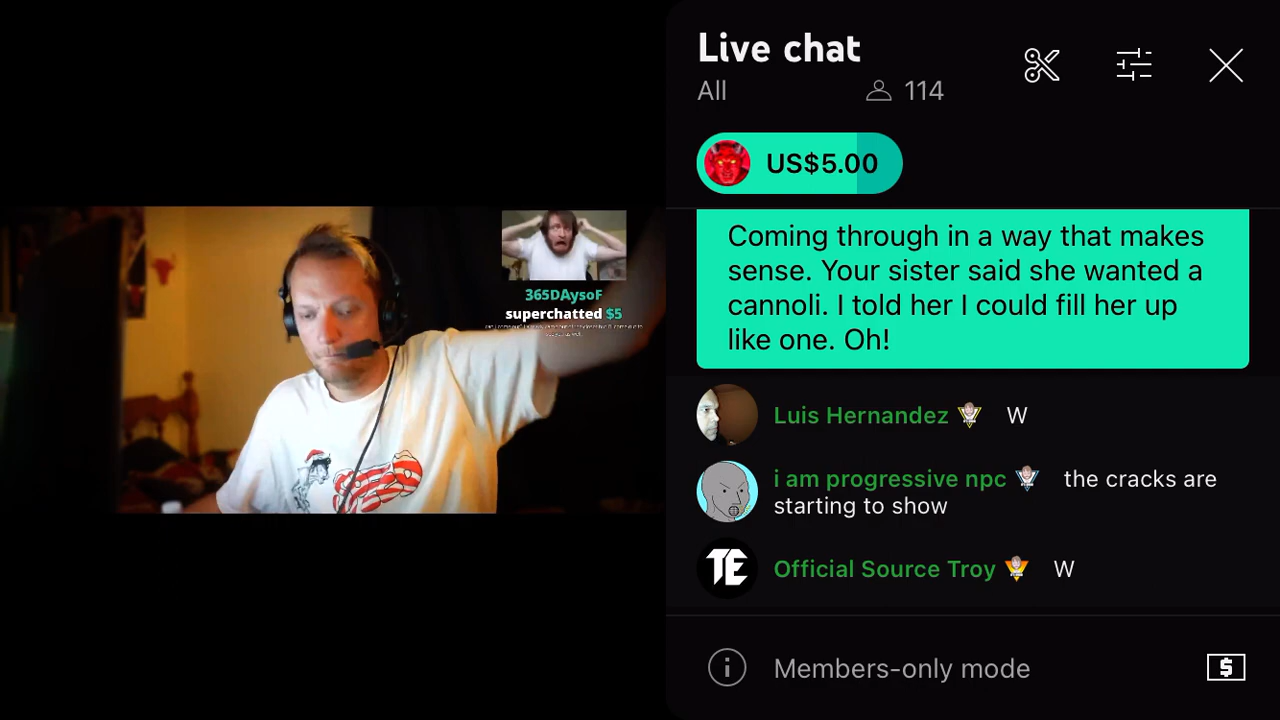 Live chat
All 114
US$5.00
Coming through in a way that makes
sense. Your sister said she wanted a
cannoli. I told her I could fill her up
like one. Oh!
365DAysoF
superchatted $5
Luis Hernandez W
i am progressive npc the cracks are
starting to show
TE Official Source Troy W
Members-only mode